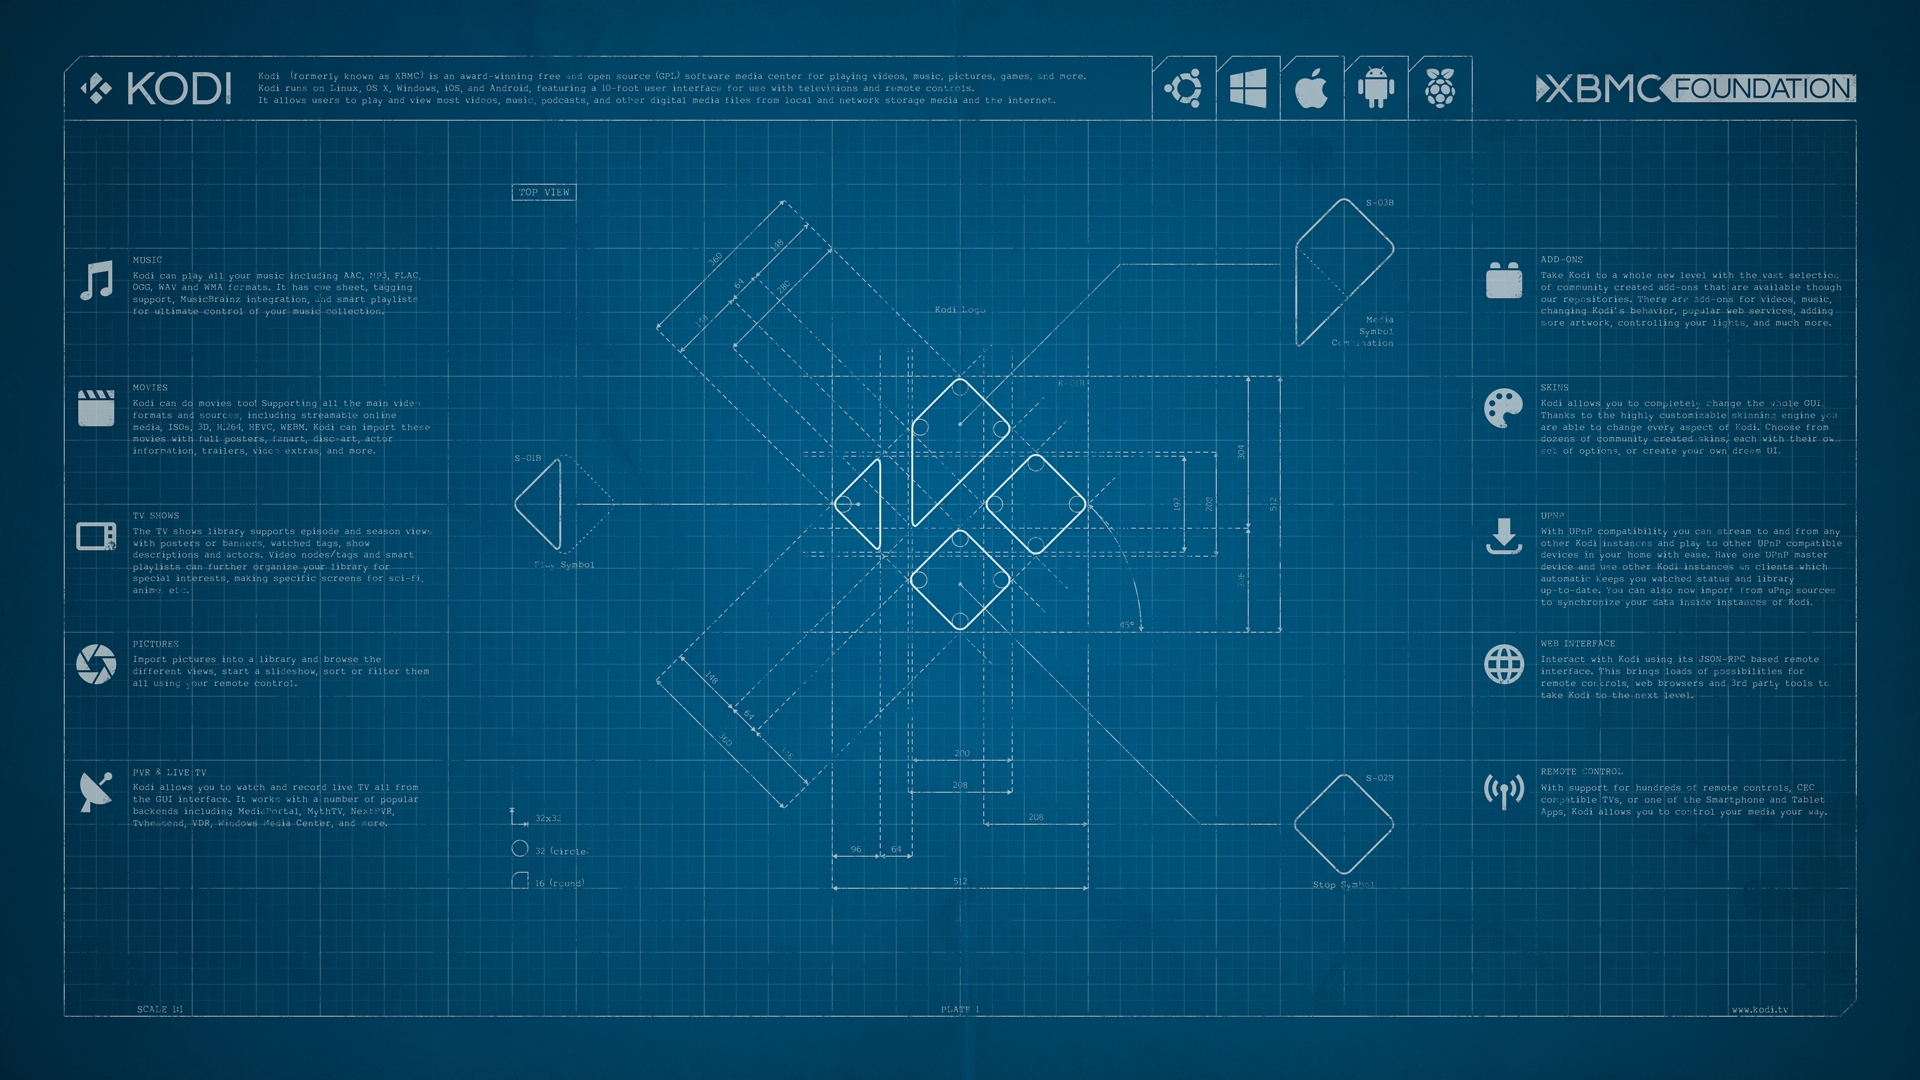 KODI
Kodi (formerly known as XBMC) is an award-winning free and open source (GPL) software media center for playing videos, music, pictures, games, and more.
Kodi runs on Linux, OS X, Windows, iOS, and Android, featuring a 10-foot user interface for use with televisions and remote controls.
It allows users to play and view most videos, music, podcasts, and other digital media files from local and network storage media and the internet.
XBMC FOUNDATION
TOP VIEW
MUSIC
Kodi can play all your music including AAC, MP3, FLAC,
OGG, WAV and WMA formats. It has cue sheet, tagging
support, MusicBrainz integration, and smart playlists
for ultimate control of your music collection.
MOVIES
Kodi can do movies too! Supporting all the main video
formats and sources, including streamable online
media, ISOs, 3D, H.264, HEVC, WEBM. Kodi can import these
movies with full posters, fanart, disc-art, actor
information, trailers, video extras, and more.
TV SHOWS
The TV shows library supports episode and season views
with posters or banners, watched tags, show
descriptions and actors. Video nodes/tags and smart
playlists can further organize your library for
special interests, making specific screens for sci-fi,
anime, etc.
PICTURES
Import pictures into a library and browse the
different views, start a slideshow, sort or filter them
all using your remote control.
PVR & LIVE TV
Kodi allows you to watch and record live TV all from
the GUI interface. It works with a number of popular
backends including MediaPortal, MythTV, NextPVR,
Tvheadend, VDR, Windows Media Center, and more.
S-01B
Play Symbol
Kodi Logo
K-01B
360
148
64
148
280
304
192
208
512
208
45°
148
64
360
148
200
208
208
96
64
512
32x32
32 (circle)
16 (round)
S-03B
Media
Symbol
Combination
S-02B
Stop Symbol
ADD-ONS
Take Kodi to a whole new level with the vast selection
of community created add-ons that are available though
our repositories. There are add-ons for videos, music,
changing Kodi's behavior, popular web services, adding
more artwork, controlling your lights, and much more.
SKINS
Kodi allows you to completely change the whole GUI.
Thanks to the highly customizable skinning engine you
are able to change every aspect of Kodi. Choose from
dozens of community created skins, each with their own
set of options, or create your own dream UI.
UPNP
With UPnP compatibility you can stream to and from any
other Kodi instances and play to other UPnP compatible
devices in your home with ease. Have one UPnP master
device and use other Kodi instances as clients which
automatic keeps you watched status and library
up-to-date. You can also now import from uPnp sources
to synchronize your data inside instances of Kodi.
WEB INTERFACE
Interact with Kodi using its JSON-RPC based remote
interface. This brings loads of possibilities for
remote controls, web browsers and 3rd party tools to
take Kodi to the next level.
REMOTE CONTROL
With support for hundreds of remote controls, CEC
compatible TVs, or one of the Smartphone and Tablet
Apps, Kodi allows you to control your media your way.
SCALE 1:1
PLATE 1
www.kodi.tv